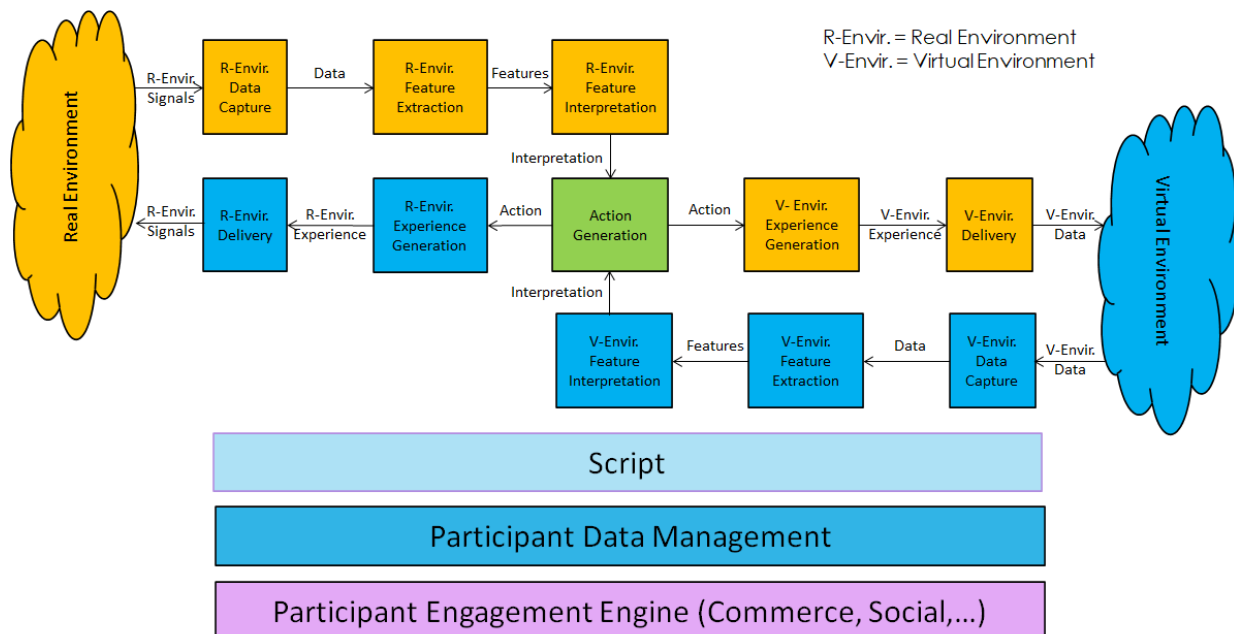 R-Envir. = Real Environment
V-Envir. = Virtual Environment
Real Environment
R-Envir.
Signals
R-Envir.
Data
Capture
Data
R-Envir.
Feature
Extraction
Features
R-Envir.
Feature
Interpretation
Interpretation
R-Envir.
Signals
R-Envir.
Delivery
R-Envir.
Experience
R-Envir.
Experience
Generation
Action
Action
Generation
Action
V- Envir.
Experience
Generation
V-Envir.
Experience
V-Envir.
Delivery
V-Envir.
Data
Virtual Environment
Interpretation
V-Envir.
Feature
Interpretation
Features
V-Envir.
Feature
Extraction
Data
V-Envir.
Data
Capture
V-Envir.
Data
Script
Participant Data Management
Participant Engagement Engine (Commerce, Social,...)